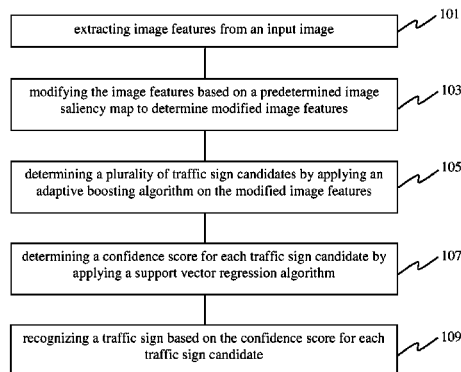 extracting image features from an input image
101
modifying the image features based on a predetermined image
saliency map to determine modified image features
103
determining a plurality of traffic sign candidates by applying an
adaptive boosting algorithm on the modified image features
105
determining a confidence score for each traffic sign candidate by
applying a support vector regression algorithm
107
recognizing a traffic sign based on the confidence score for each
traffic sign candidate
109